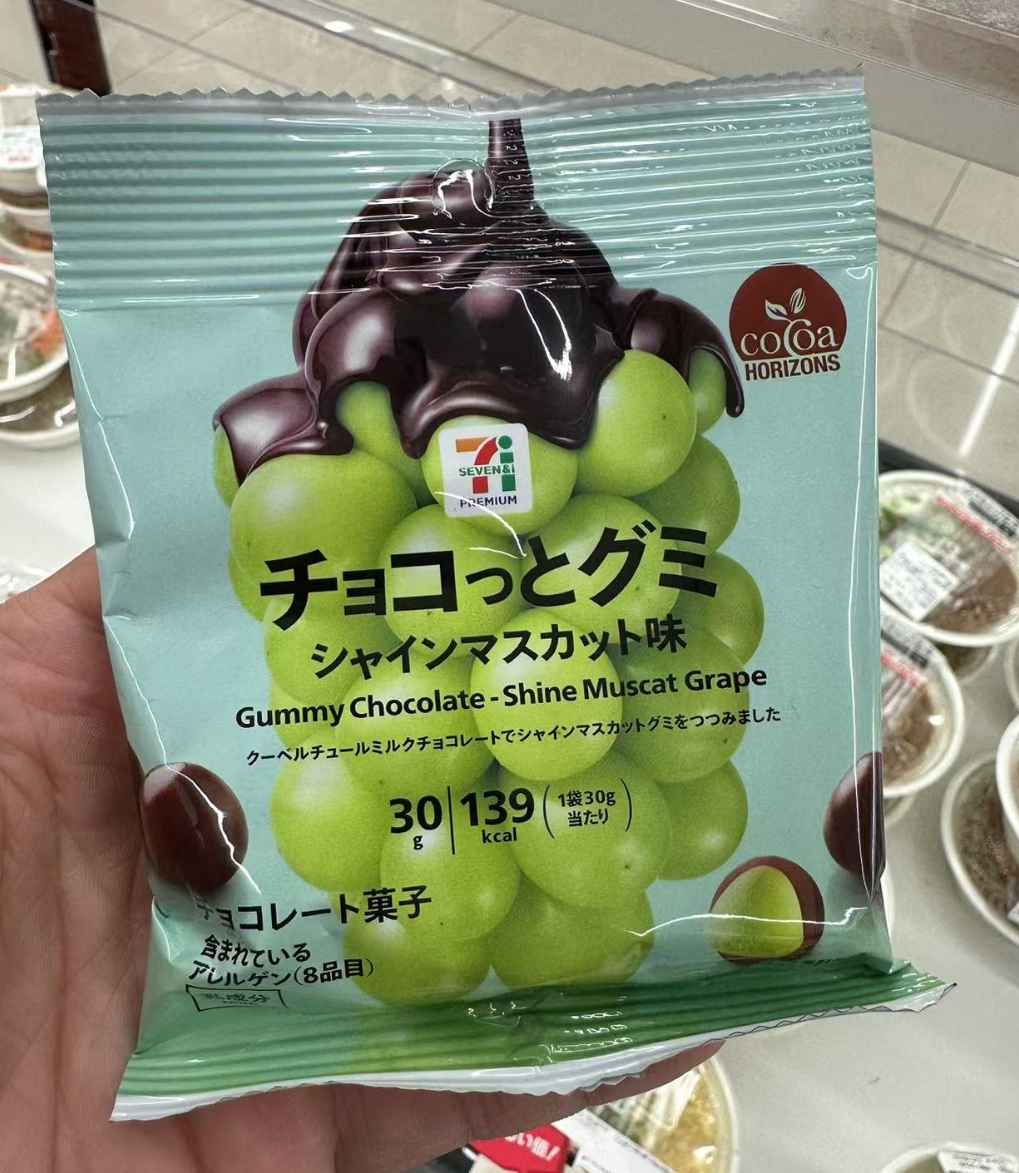 cocoa
HORIZONS
SEVEN&i
PREMIUM
チョコっとグミ
シャインマスカット味
Gummy Chocolate - Shine Muscat Grape
クーベルチュールミルクチョコレートでシャインマスカットグミをつつみました
30g 139kcal (1袋30g当たり)
チョコレート菓子
含まれている
アレルゲン(8品目)
乳成分